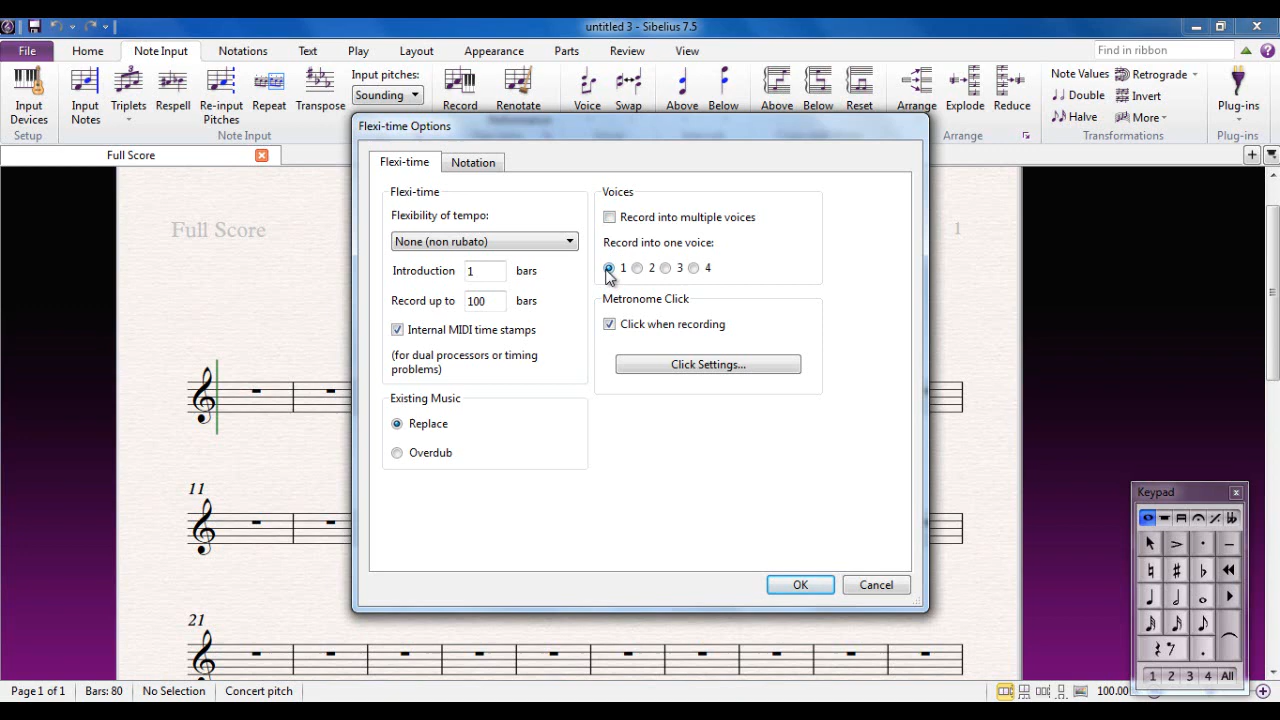 untitled 3 - Sibelius 7.5
File Home Note Input Notations Text Play Layout Appearance Parts Review View Find in ribbon
Input Devices
Setup
Input Notes
Triplets
Respell
Re-input Pitches
Repeat
Transpose
Input pitches:
Sounding
Note Input
Record
Renotate
Voice
Swap
Above
Below
Above
Below
Reset
Arrange
Explode
Reduce
Arrange
Note Values
Double
Halve
Retrograde
Invert
More
Transformations
Plug-ins
Plug-ins
Full Score
Full Score
1
11
21
Flexi-time Options
Flexi-time Notation
Flexi-time
Flexibility of tempo:
None (non rubato)
Introduction 1 bars
Record up to 100 bars
Internal MIDI time stamps
(for dual processors or timing
problems)
Existing Music
Replace
Overdub
Voices
Record into multiple voices
Record into one voice:
1 2 3 4
Metronome Click
Click when recording
Click Settings...
OK Cancel
Keypad
1 2 3 4 All
Page 1 of 1 Bars: 80 No Selection Concert pitch 100.00